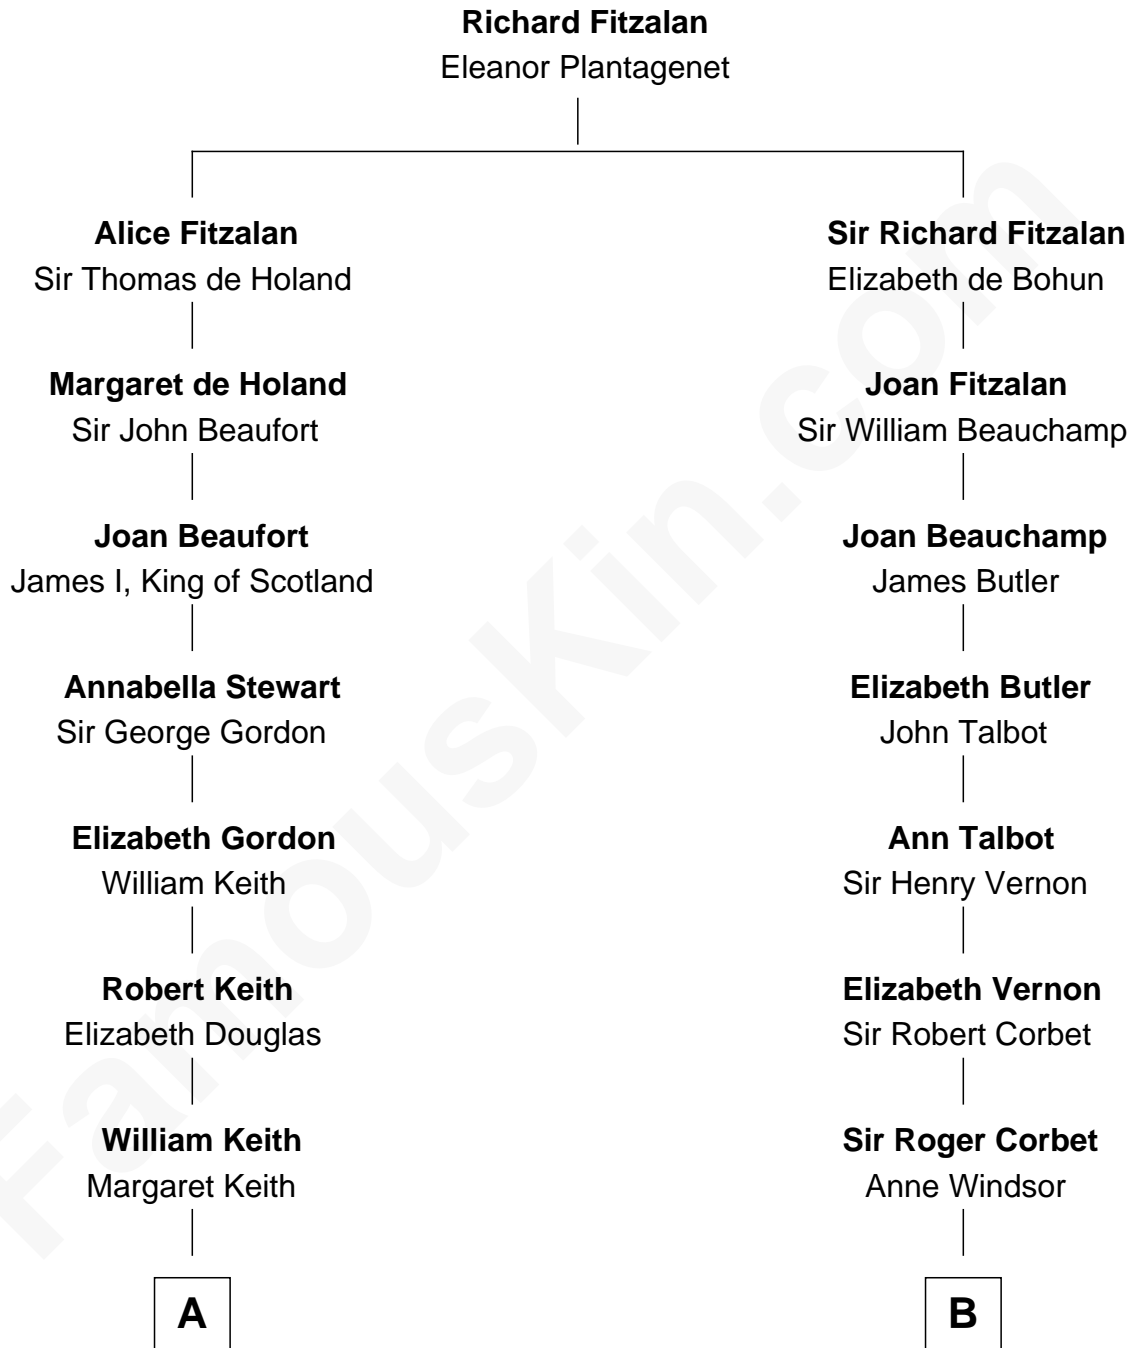 Richard Fitzalan
Eleanor Plantagenet
Alice Fitzalan
Sir Thomas de Holand
Sir Richard Fitzalan
Elizabeth de Bohun
Margaret de Holand
Sir John Beaufort
Joan Fitzalan
Sir William Beauchamp
Joan Beaufort
James I, King of Scotland
Joan Beauchamp
James Butler
Annabella Stewart
Sir George Gordon
Elizabeth Butler
John Talbot
Elizabeth Gordon
William Keith
Ann Talbot
Sir Henry Vernon
Robert Keith
Elizabeth Douglas
Elizabeth Vernon
Sir Robert Corbet
William Keith
Margaret Keith
Sir Roger Corbet
Anne Windsor
A
B
FamousKin.com